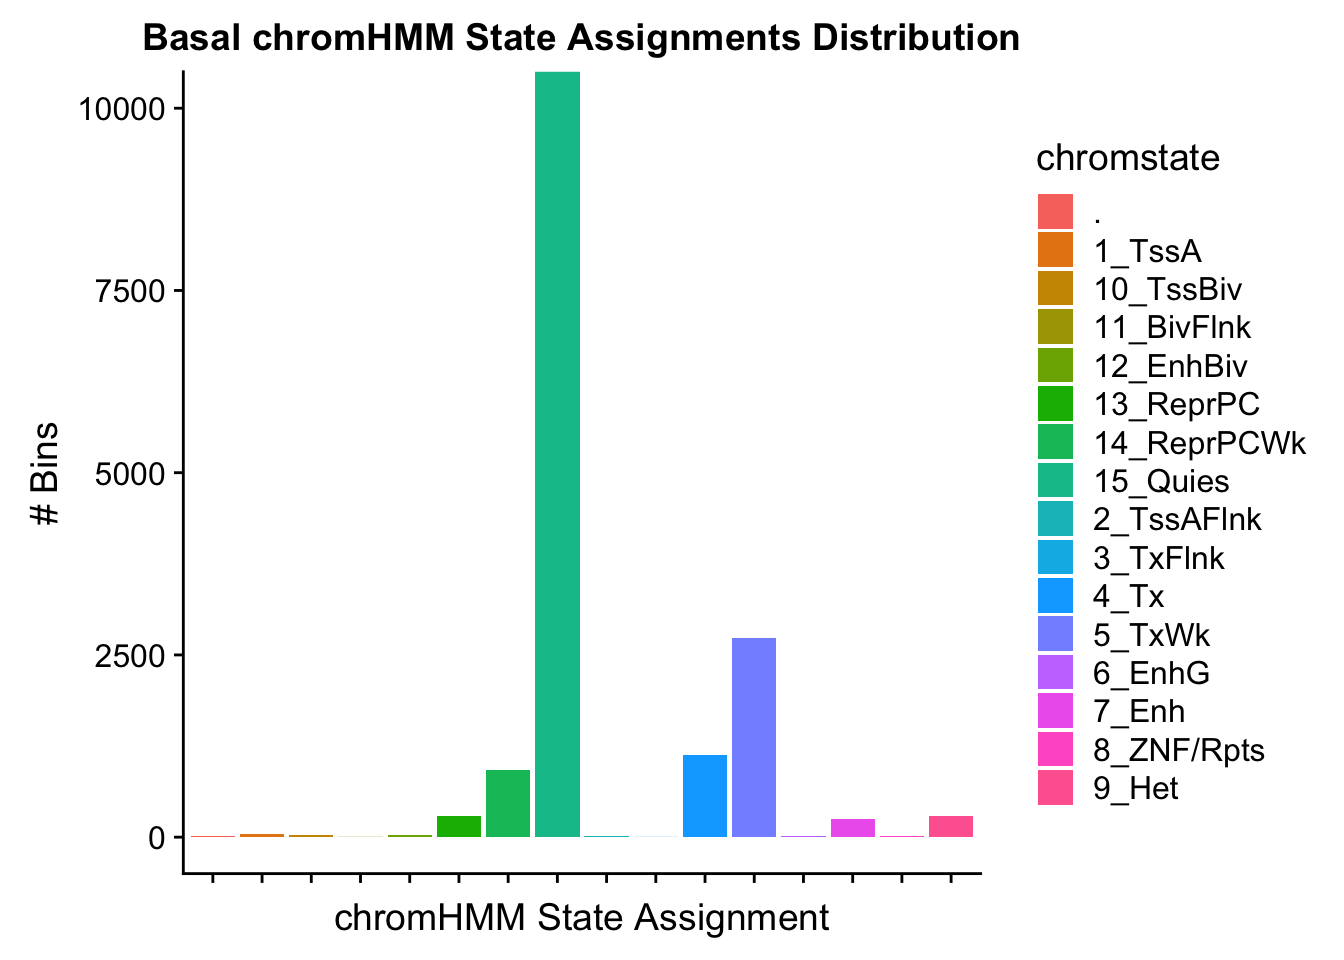 Basal chromHMM State Assignments Distribution
10000
7500
5000
2500
0
# Bins
chromHMM State Assignment
chromstate
.
1_TssA
10_TssBiv
11_BivFlnk
12_EnhBiv
13_ReprPC
14_ReprPCWk
15_Quies
2_TssAFlnk
3_TxFlnk
4_Tx
5_TxWk
6_EnhG
7_Enh
8_ZNF/Rpts
9_Het